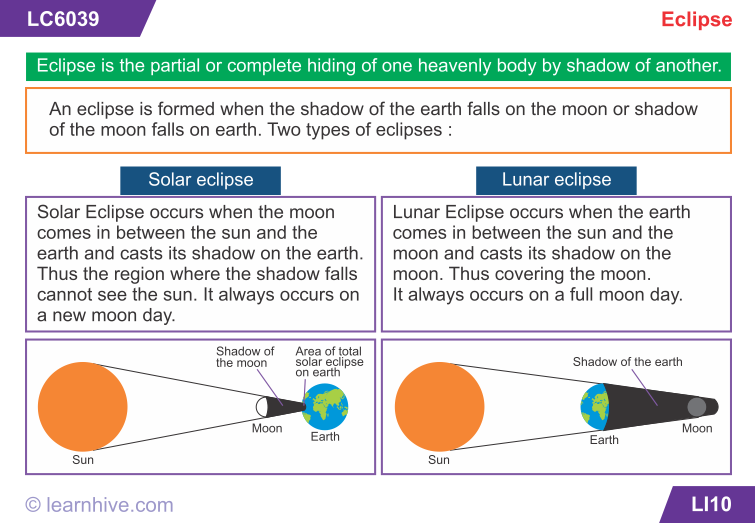 LC6039
Eclipse
Eclipse is the partial or complete hiding of one heavenly body by shadow of another.
An eclipse is formed when the shadow of the earth falls on the moon or shadow
of the moon falls on earth. Two types of eclipses :
Solar eclipse
Solar Eclipse occurs when the moon
comes in between the sun and the
earth and casts its shadow on the earth.
Thus the region where the shadow falls
cannot see the sun. It always occurs on
a new moon day.
Lunar eclipse
Lunar Eclipse occurs when the earth
comes in between the sun and the
moon and casts its shadow on the
moon. Thus covering the moon.
It always occurs on a full moon day.
Shadow of
the moon
Area of total
solar eclipse
on earth
Moon
Earth
Sun
Shadow of the earth
Earth
Moon
Sun
© learnhive.com
LI10